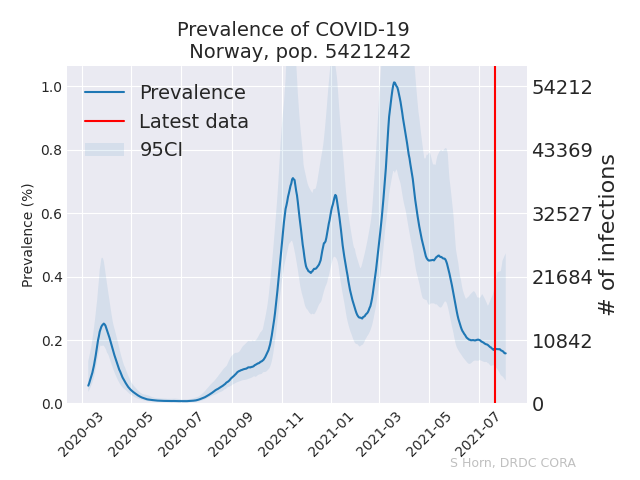 Prevalence of COVID-19
Norway, pop. 5421242
Prevalence
Latest data
95CI
Prevalence (%)
1.0
0.8
0.6
0.4
0.2
0.0
54212
43369
32527
21684
10842
0
# of infections
2020-03
2020-05
2020-07
2020-09
2020-11
2021-01
2021-03
2021-05
2021-07
S Horn, DRDC CORA